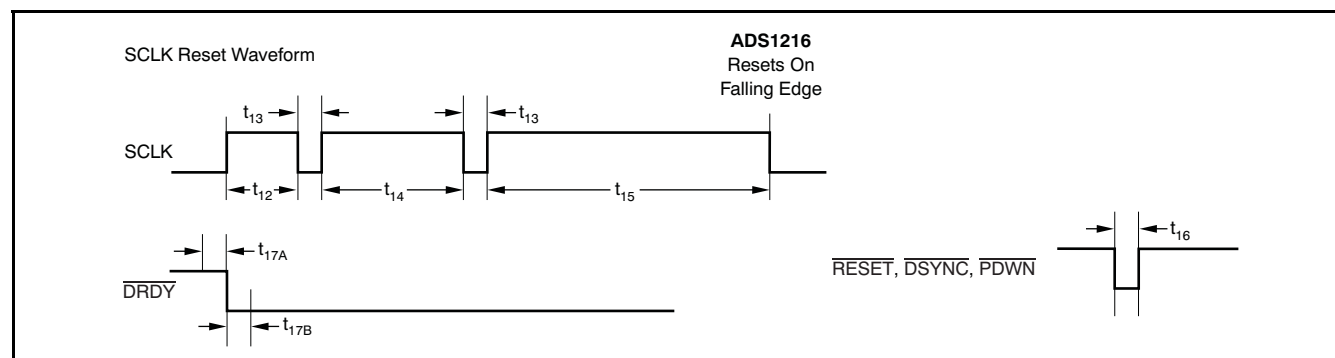 SCLK Reset Waveform
ADS1216
Resets On
Falling Edge
t13
t13
SCLK
t12
t14
t15
t17A
DRDY
t17B
t16
RESET, DSYNC, PDWN